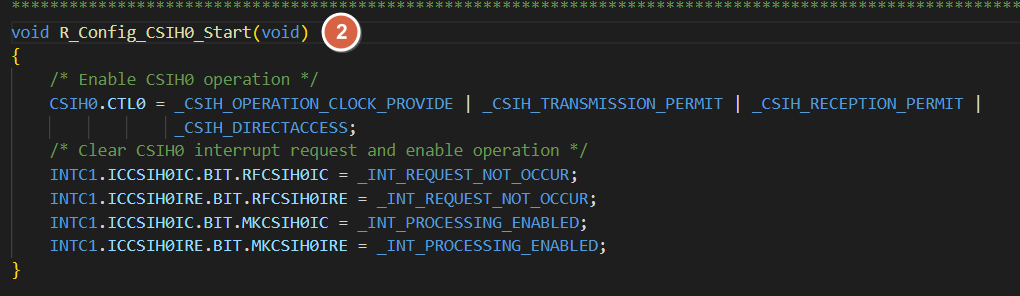 ****************************************************************************************************
void R_Config_CSIH0_Start(void) 2
{
/* Enable CSIH0 operation */
CSIH0.CTL0 = _CSIH_OPERATION_CLOCK_PROVIDE | _CSIH_TRANSMISSION_PERMIT | _CSIH_RECEPTION_PERMIT |
_CSIH_DIRECTACCESS;
/* Clear CSIH0 interrupt request and enable operation */
INTC1.ICCSIH0IC.BIT.RFCSIH0IC = _INT_REQUEST_NOT_OCCUR;
INTC1.ICCSIH0IRE.BIT.RFCSIH0IRE = _INT_REQUEST_NOT_OCCUR;
INTC1.ICCSIH0IC.BIT.MKCSIH0IC = _INT_PROCESSING_ENABLED;
INTC1.ICCSIH0IRE.BIT.MKCSIH0IRE = _INT_PROCESSING_ENABLED;
}